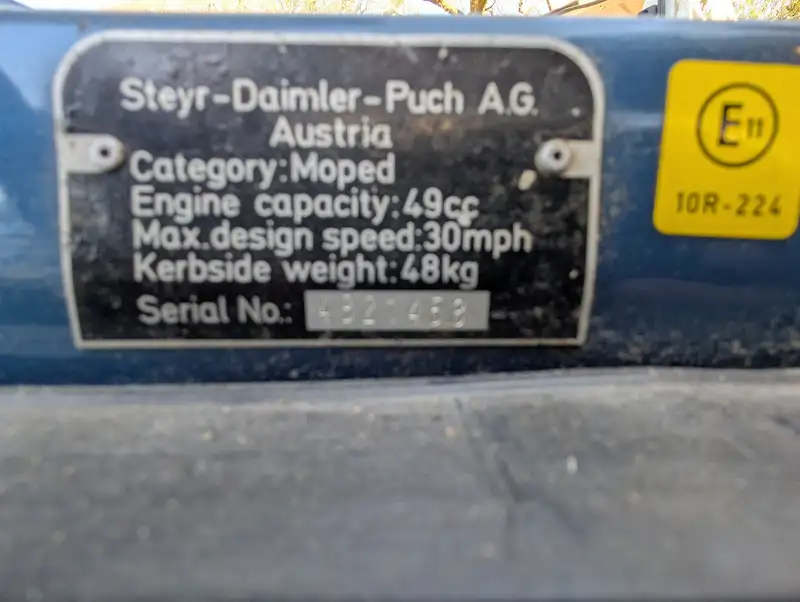 Steyr-Daimler-Puch A.G.
Austria
Category:Moped
Engine capacity:49cc
Max.design speed:30mph
Kerbside weight:48kg
Serial No.:
E11
10R-224